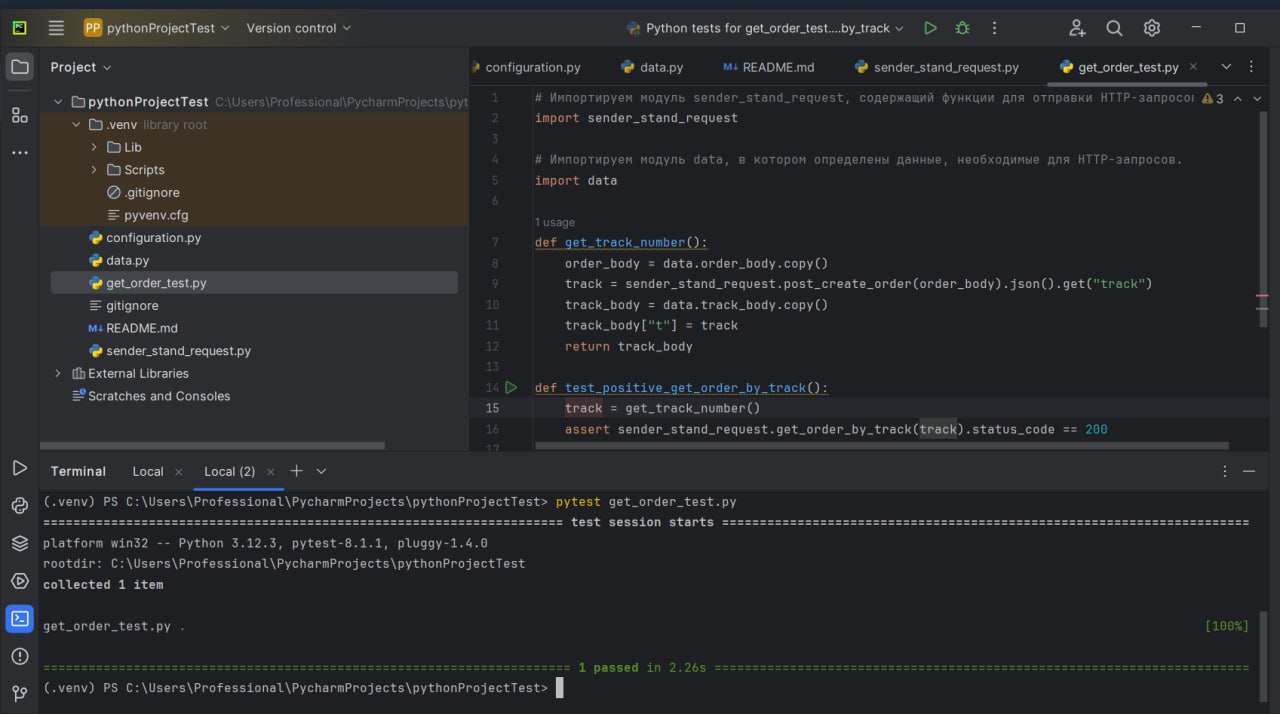 PP pythonProjectTest Version control Python tests for get_order_test....by_track
Project
configuration.py data.py M↓ README.md sender_stand_request.py get_order_test.py
pythonProjectTest C:\Users\Professional\PycharmProjects\pyt
.venv library root
Lib
Scripts
.gitignore
pyvenv.cfg
configuration.py
data.py
get_order_test.py
gitignore
M↓ README.md
sender_stand_request.py
External Libraries
Scratches and Consoles
1 # Импортируем модуль sender_stand_request, содержащий функции для отправки HTTP-запросо 3
2 import sender_stand_request
3
4 # Импортируем модуль data, в котором определены данные, необходимые для HTTP-запросов.
5 import data
6
1 usage
7 def get_track_number():
8 order_body = data.order_body.copy()
9 track = sender_stand_request.post_create_order(order_body).json().get("track")
10 track_body = data.track_body.copy()
11 track_body["t"] = track
12 return track_body
13
14 def test_positive_get_order_by_track():
15 track = get_track_number()
16 assert sender_stand_request.get_order_by_track(track).status_code == 200
17
Terminal Local Local (2)
(.venv) PS C:\Users\Professional\PycharmProjects\pythonProjectTest> pytest get_order_test.py
===================================================================== test session starts ======================================================================
platform win32 -- Python 3.12.3, pytest-8.1.1, pluggy-1.4.0
rootdir: C:\Users\Professional\PycharmProjects\pythonProjectTest
collected 1 item
get_order_test.py . [100%]
====================================================================== 1 passed in 2.26s =======================================================================
(.venv) PS C:\Users\Professional\PycharmProjects\pythonProjectTest>